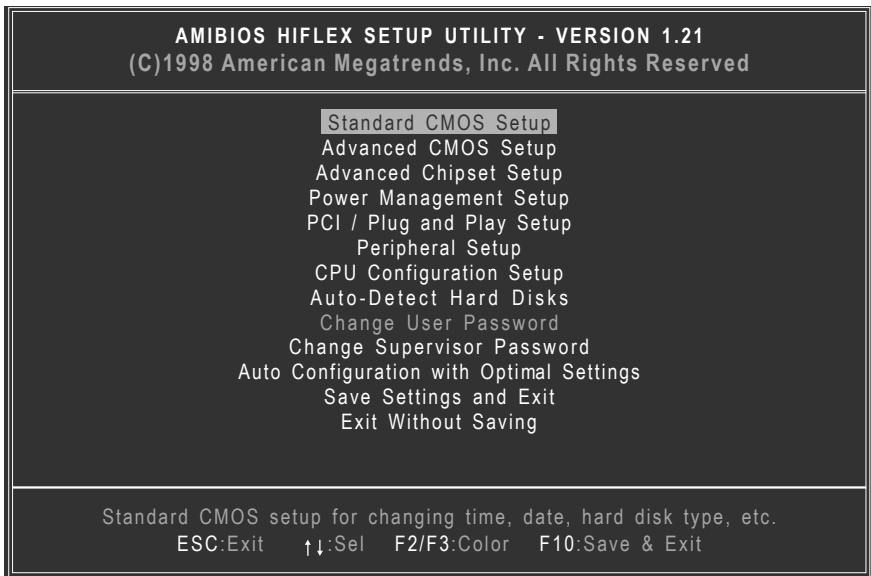 AMIBIOS HIFLEX SETUP UTILITY - VERSION 1.21
(C)1998 American Megatrends, Inc. All Rights Reserved
Standard CMOS Setup
Advanced CMOS Setup
Advanced Chipset Setup
Power Management Setup
PCI / Plug and Play Setup
Peripheral Setup
CPU Configuration Setup
Auto-Detect Hard Disks
Change User Password
Change Supervisor Password
Auto Configuration with Optimal Settings
Save Settings and Exit
Exit Without Saving
Standard CMOS setup for changing time, date, hard disk type, etc.
ESC:Exit ↑↓:Sel F2/F3:Color F10:Save & Exit